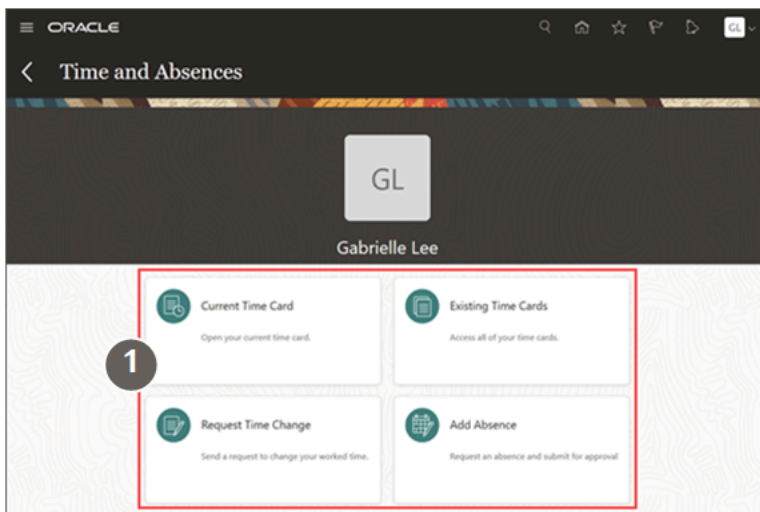 ORACLE
GL
Time and Absences
GL
Gabrielle Lee
Current Time Card
Open your current time card.
Existing Time Cards
Access all of your time cards.
1
Request Time Change
Send a request to change your worked time.
Add Absence
Request an absence and submit for approval